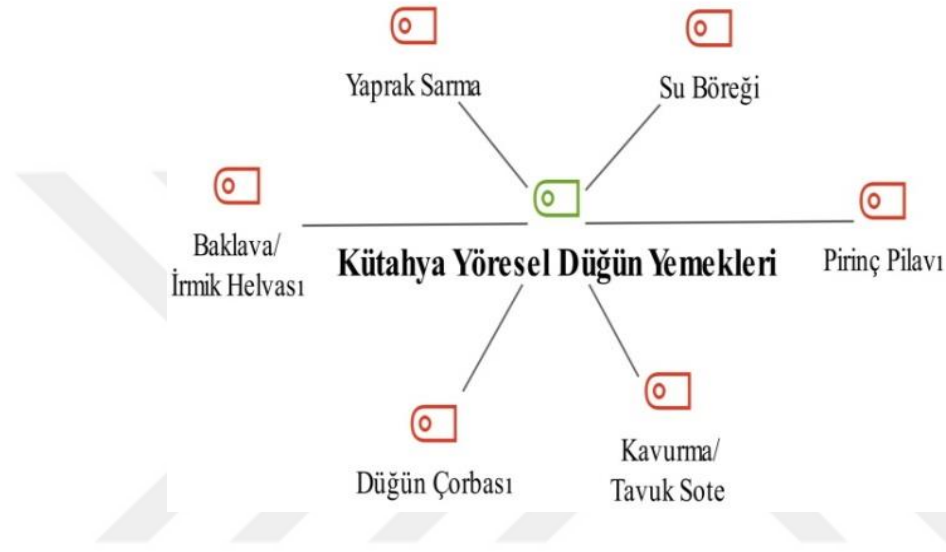 Yaprak Sarma
Su Böreği
Baklava/
İrmik Helvası
Kütahya Yöresel Düğün Yemekleri
Pirinç Pilavı
Düğün Çorbası
Kavurma/
Tavuk Sote